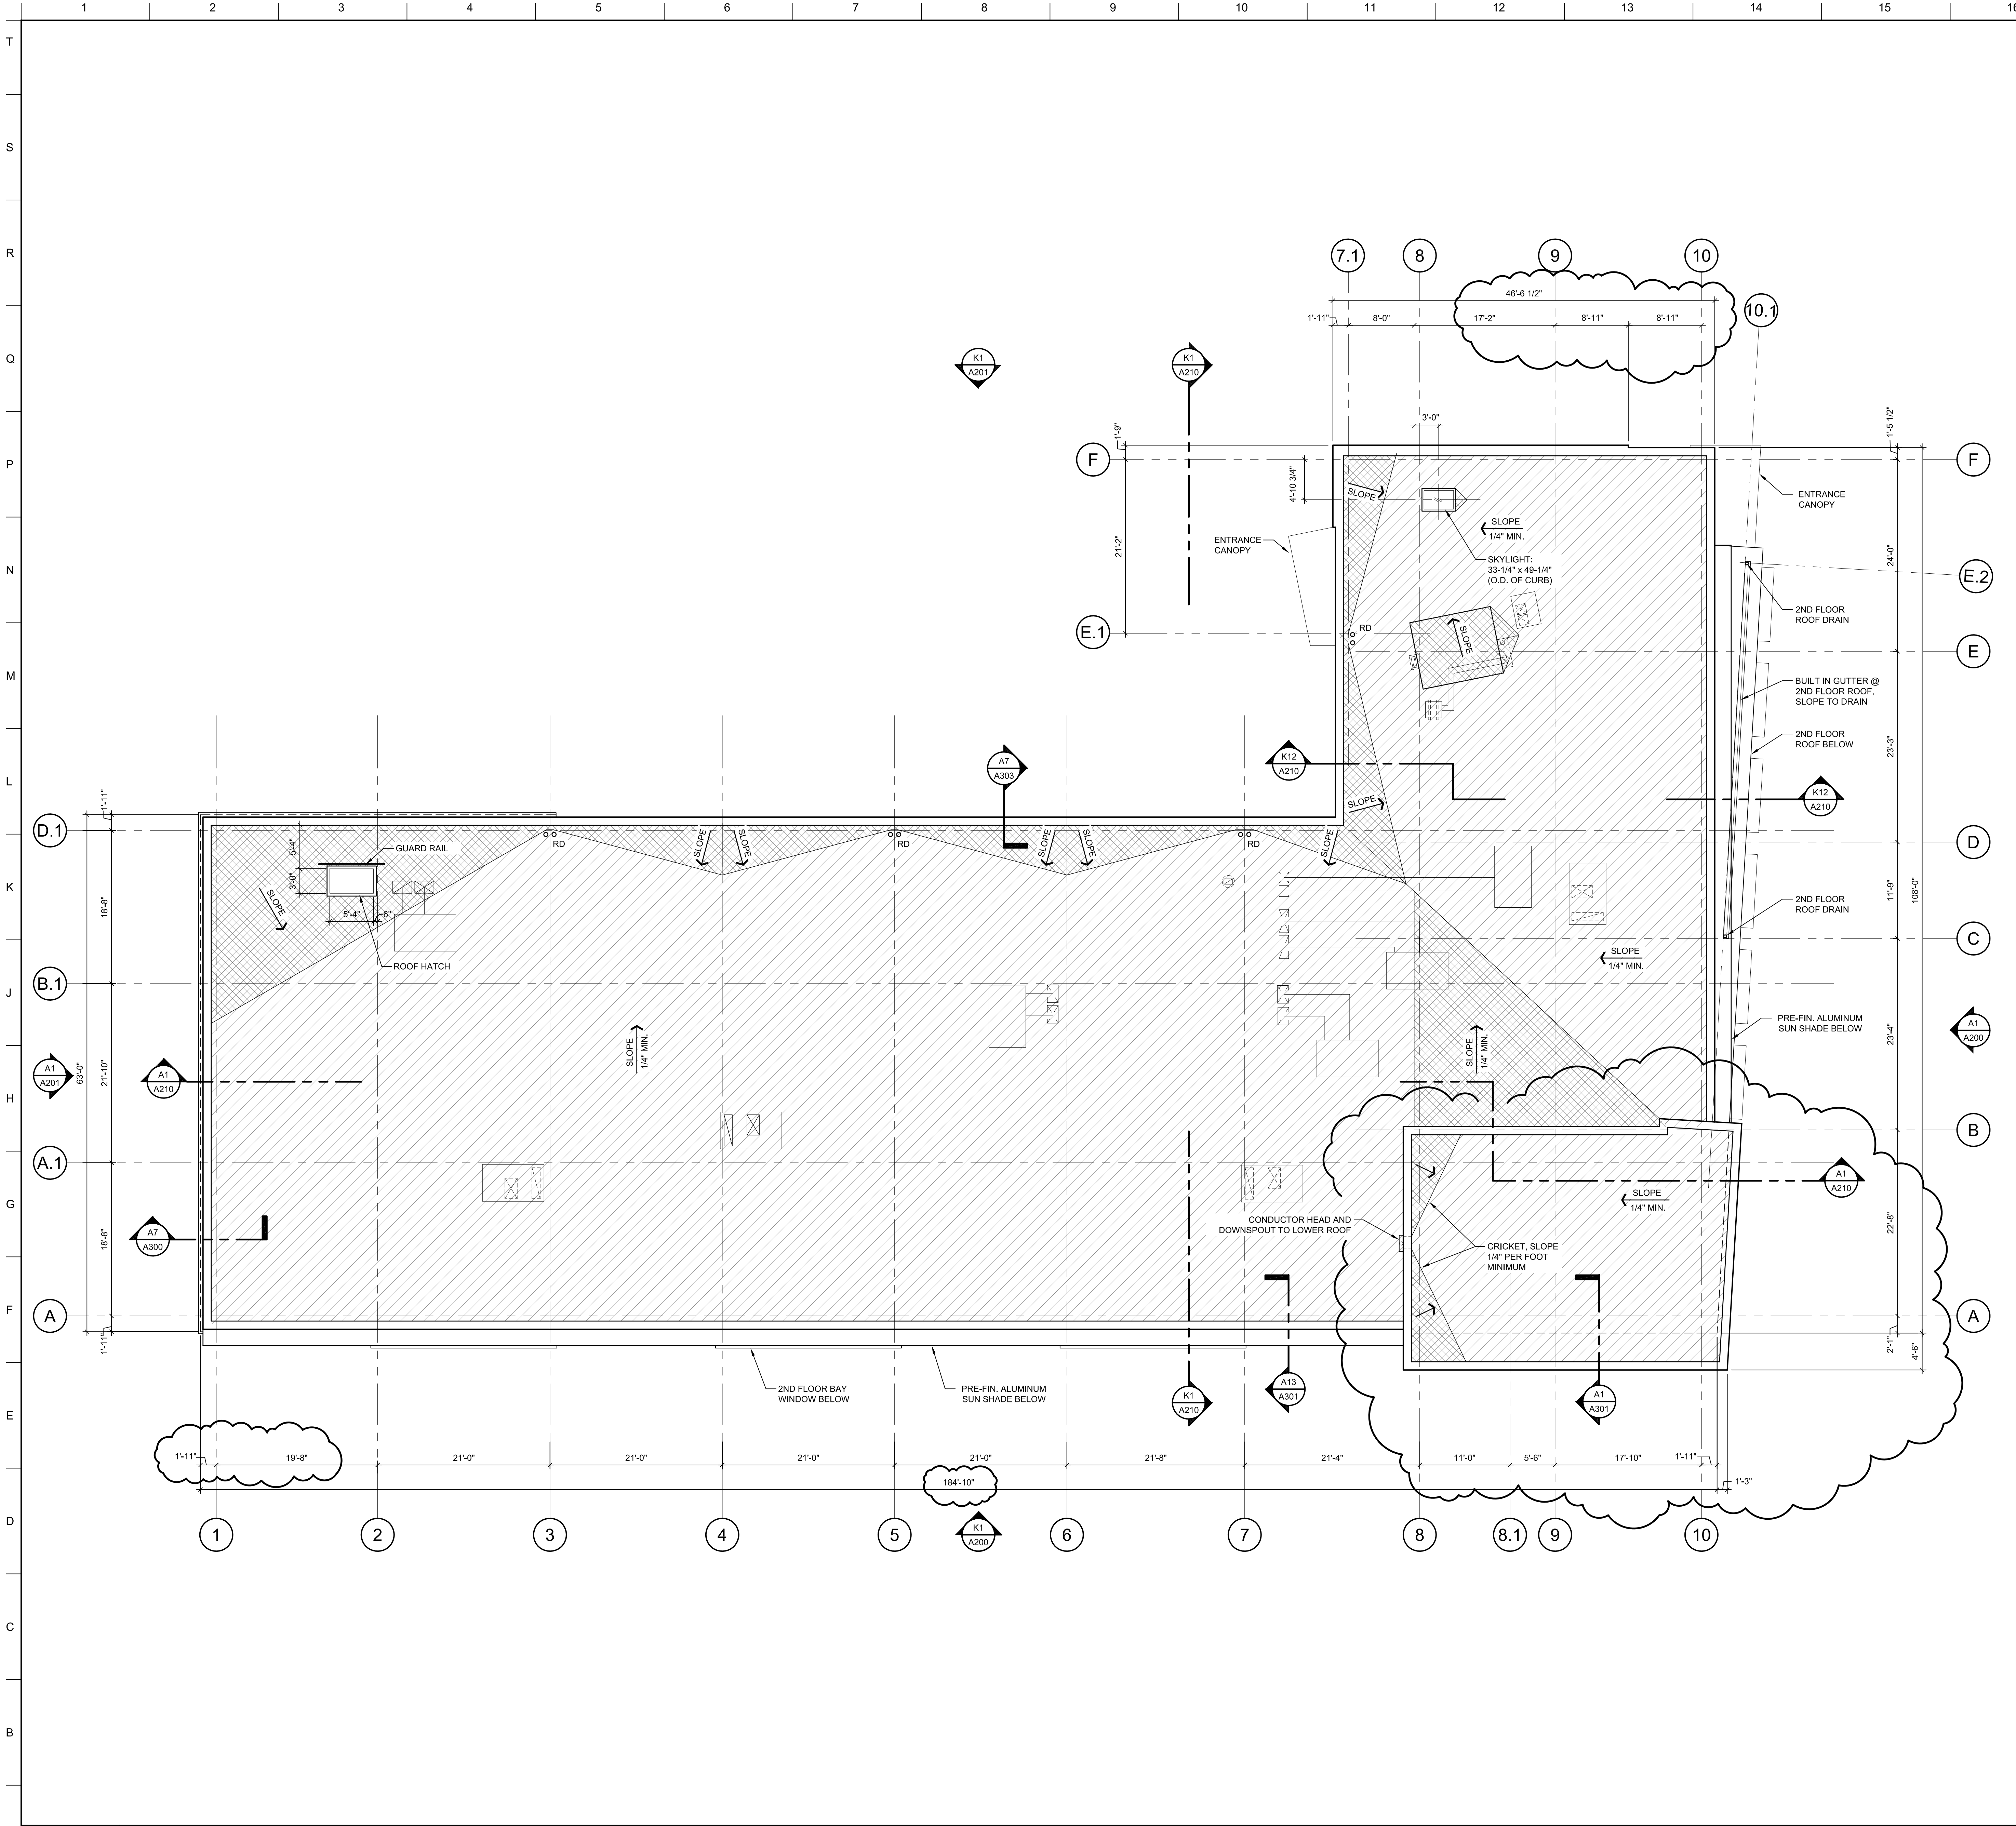 1 2 3 4 5 6 7 8 9 10 11 12 13 14 15 16
T
S
R
Q
P
N
M
L
K
J
H
G
F
E
D
C
B
7.1 8 9 10
10.1
46'-6 1/2"
1'-11" 8'-0" 17'-2" 8'-11" 8'-11"
K1
A201
K1
A210
3'-0"
1'-9"
1'-5 1/2"
F
F
4'-10 3/4"
SLOPE
ENTRANCE
CANOPY
SLOPE
1/4" MIN.
ENTRANCE
CANOPY
21'-2"
24'-0"
SKYLIGHT:
33-1/4" x 49-1/4"
(O.D. OF CURB)
E.2
2ND FLOOR
ROOF DRAIN
E.1
RD
SLOPE
E
BUILT IN GUTTER @
2ND FLOOR ROOF,
SLOPE TO DRAIN
2ND FLOOR
ROOF BELOW
23'-3"
A7
A303
K12
A210
K12
A210
SLOPE
1'-11"
D.1
GUARD RAIL
5'-4"
3'-0"
RD
SLOPE
SLOPE
RD
SLOPE
SLOPE
RD
SLOPE
D
18'-8"
SLOPE
5'-4" 6"
ROOF HATCH
11'-9"
108'-0"
2ND FLOOR
ROOF DRAIN
C
SLOPE
1/4" MIN.
B.1
PRE-FIN. ALUMINUM
SUN SHADE BELOW
23'-4"
A1
A200
SLOPE
1/4" MIN.
SLOPE
1/4" MIN.
A1
A201
63'-0"
21'-10"
A1
A210
B
A.1
A1
A210
SLOPE
1/4" MIN.
22'-8"
18'-8"
A7
A300
CONDUCTOR HEAD AND
DOWNSPOUT TO LOWER ROOF
CRICKET, SLOPE
1/4" PER FOOT
MINIMUM
A
A
1'-11"
2'-1"
4'-6"
2ND FLOOR BAY
WINDOW BELOW
PRE-FIN. ALUMINUM
SUN SHADE BELOW
K1
A210
A13
A301
A1
A301
1'-11" 19'-8" 21'-0" 21'-0" 21'-0" 21'-0" 21'-8" 21'-4" 11'-0" 5'-6" 17'-10" 1'-11"
184'-10"
1'-3"
1 2 3 4 5 6 7 8 8.1 9 10
K1
A200